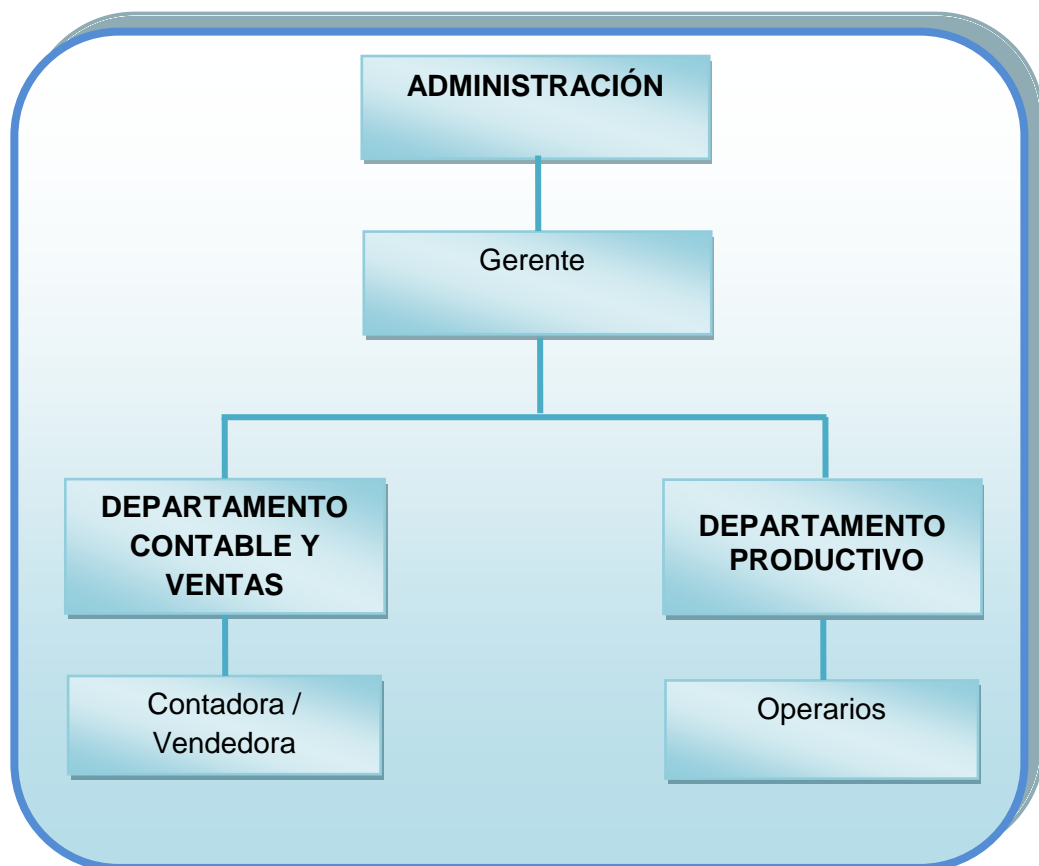 ADMINISTRACIÓN
Gerente
DEPARTAMENTO
CONTABLE Y
VENTAS
DEPARTAMENTO
PRODUCTIVO
Contadora /
Vendedora
Operarios